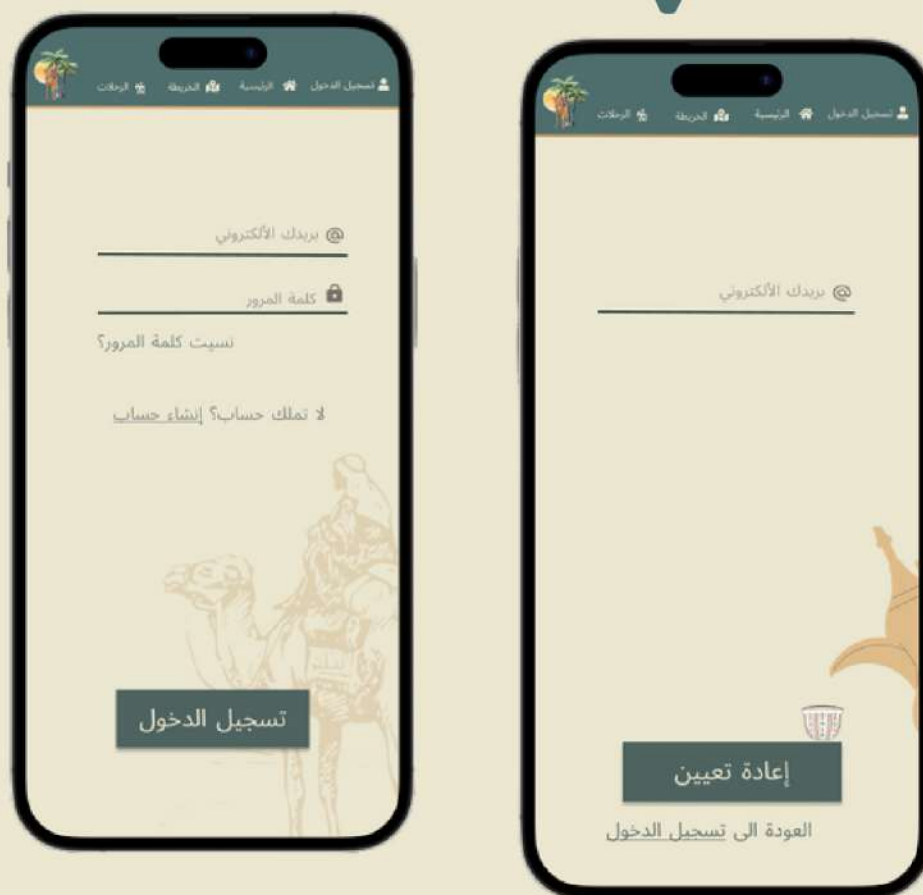 تسجيل الدخول الرئيسية الخريطة الرحلات
@ بريدك الألكتروني
كلمة المرور
نسيت كلمة المرور؟
لا تملك حساب؟ إنشاء حساب
تسجيل الدخول
تسجيل الدخول الرئيسية الخريطة الرحلات
@ بريدك الألكتروني
إعادة تعيين
العودة الى تسجيل الدخول